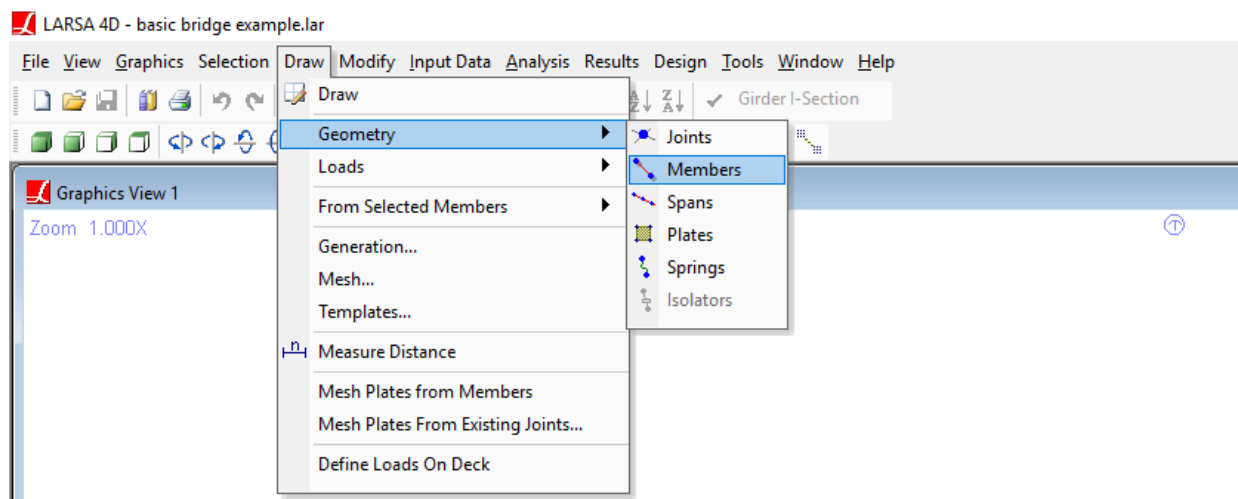 LARSA 4D - basic bridge example.lar
File View Graphics Selection Draw Modify Input Data Analysis Results Design Tools Window Help
Draw
Girder I-Section
Geometry
Joints
Loads
Members
Graphics View 1
From Selected Members
Spans
Zoom 1.000X
Plates
Generation...
Springs
Mesh...
Isolators
Templates...
Measure Distance
Mesh Plates from Members
Mesh Plates From Existing Joints...
Define Loads On Deck